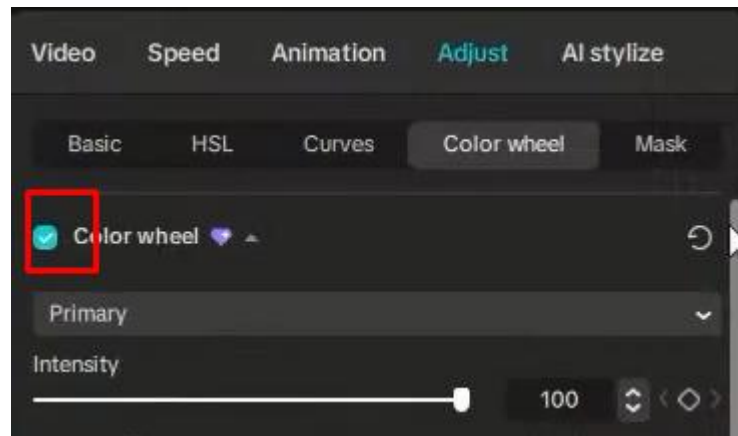 Video Speed Animation Adjust AI stylize
Basic HSL Curves Color wheel Mask
Color wheel
Primary
Intensity
100